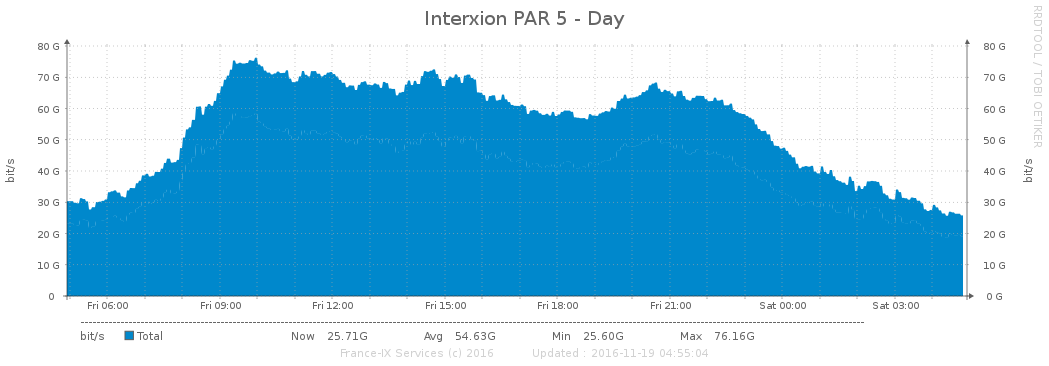 Interxion PAR 5 - Day
RRDTOOL / TOBI OETIKER
80 G 80 G
70 G 70 G
60 G 60 G
50 G 50 G
40 G 40 G
30 G 30 G
20 G 20 G
10 G 10 G
0 0 G
bit/s bit/s
Fri 06:00 Fri 09:00 Fri 12:00 Fri 15:00 Fri 18:00 Fri 21:00 Sat 00:00 Sat 03:00
bit/s Total Now 25.71G Avg 54.63G Min 25.60G Max 76.16G
France-IX Services (c) 2016 Updated : 2016-11-19 04:55:04